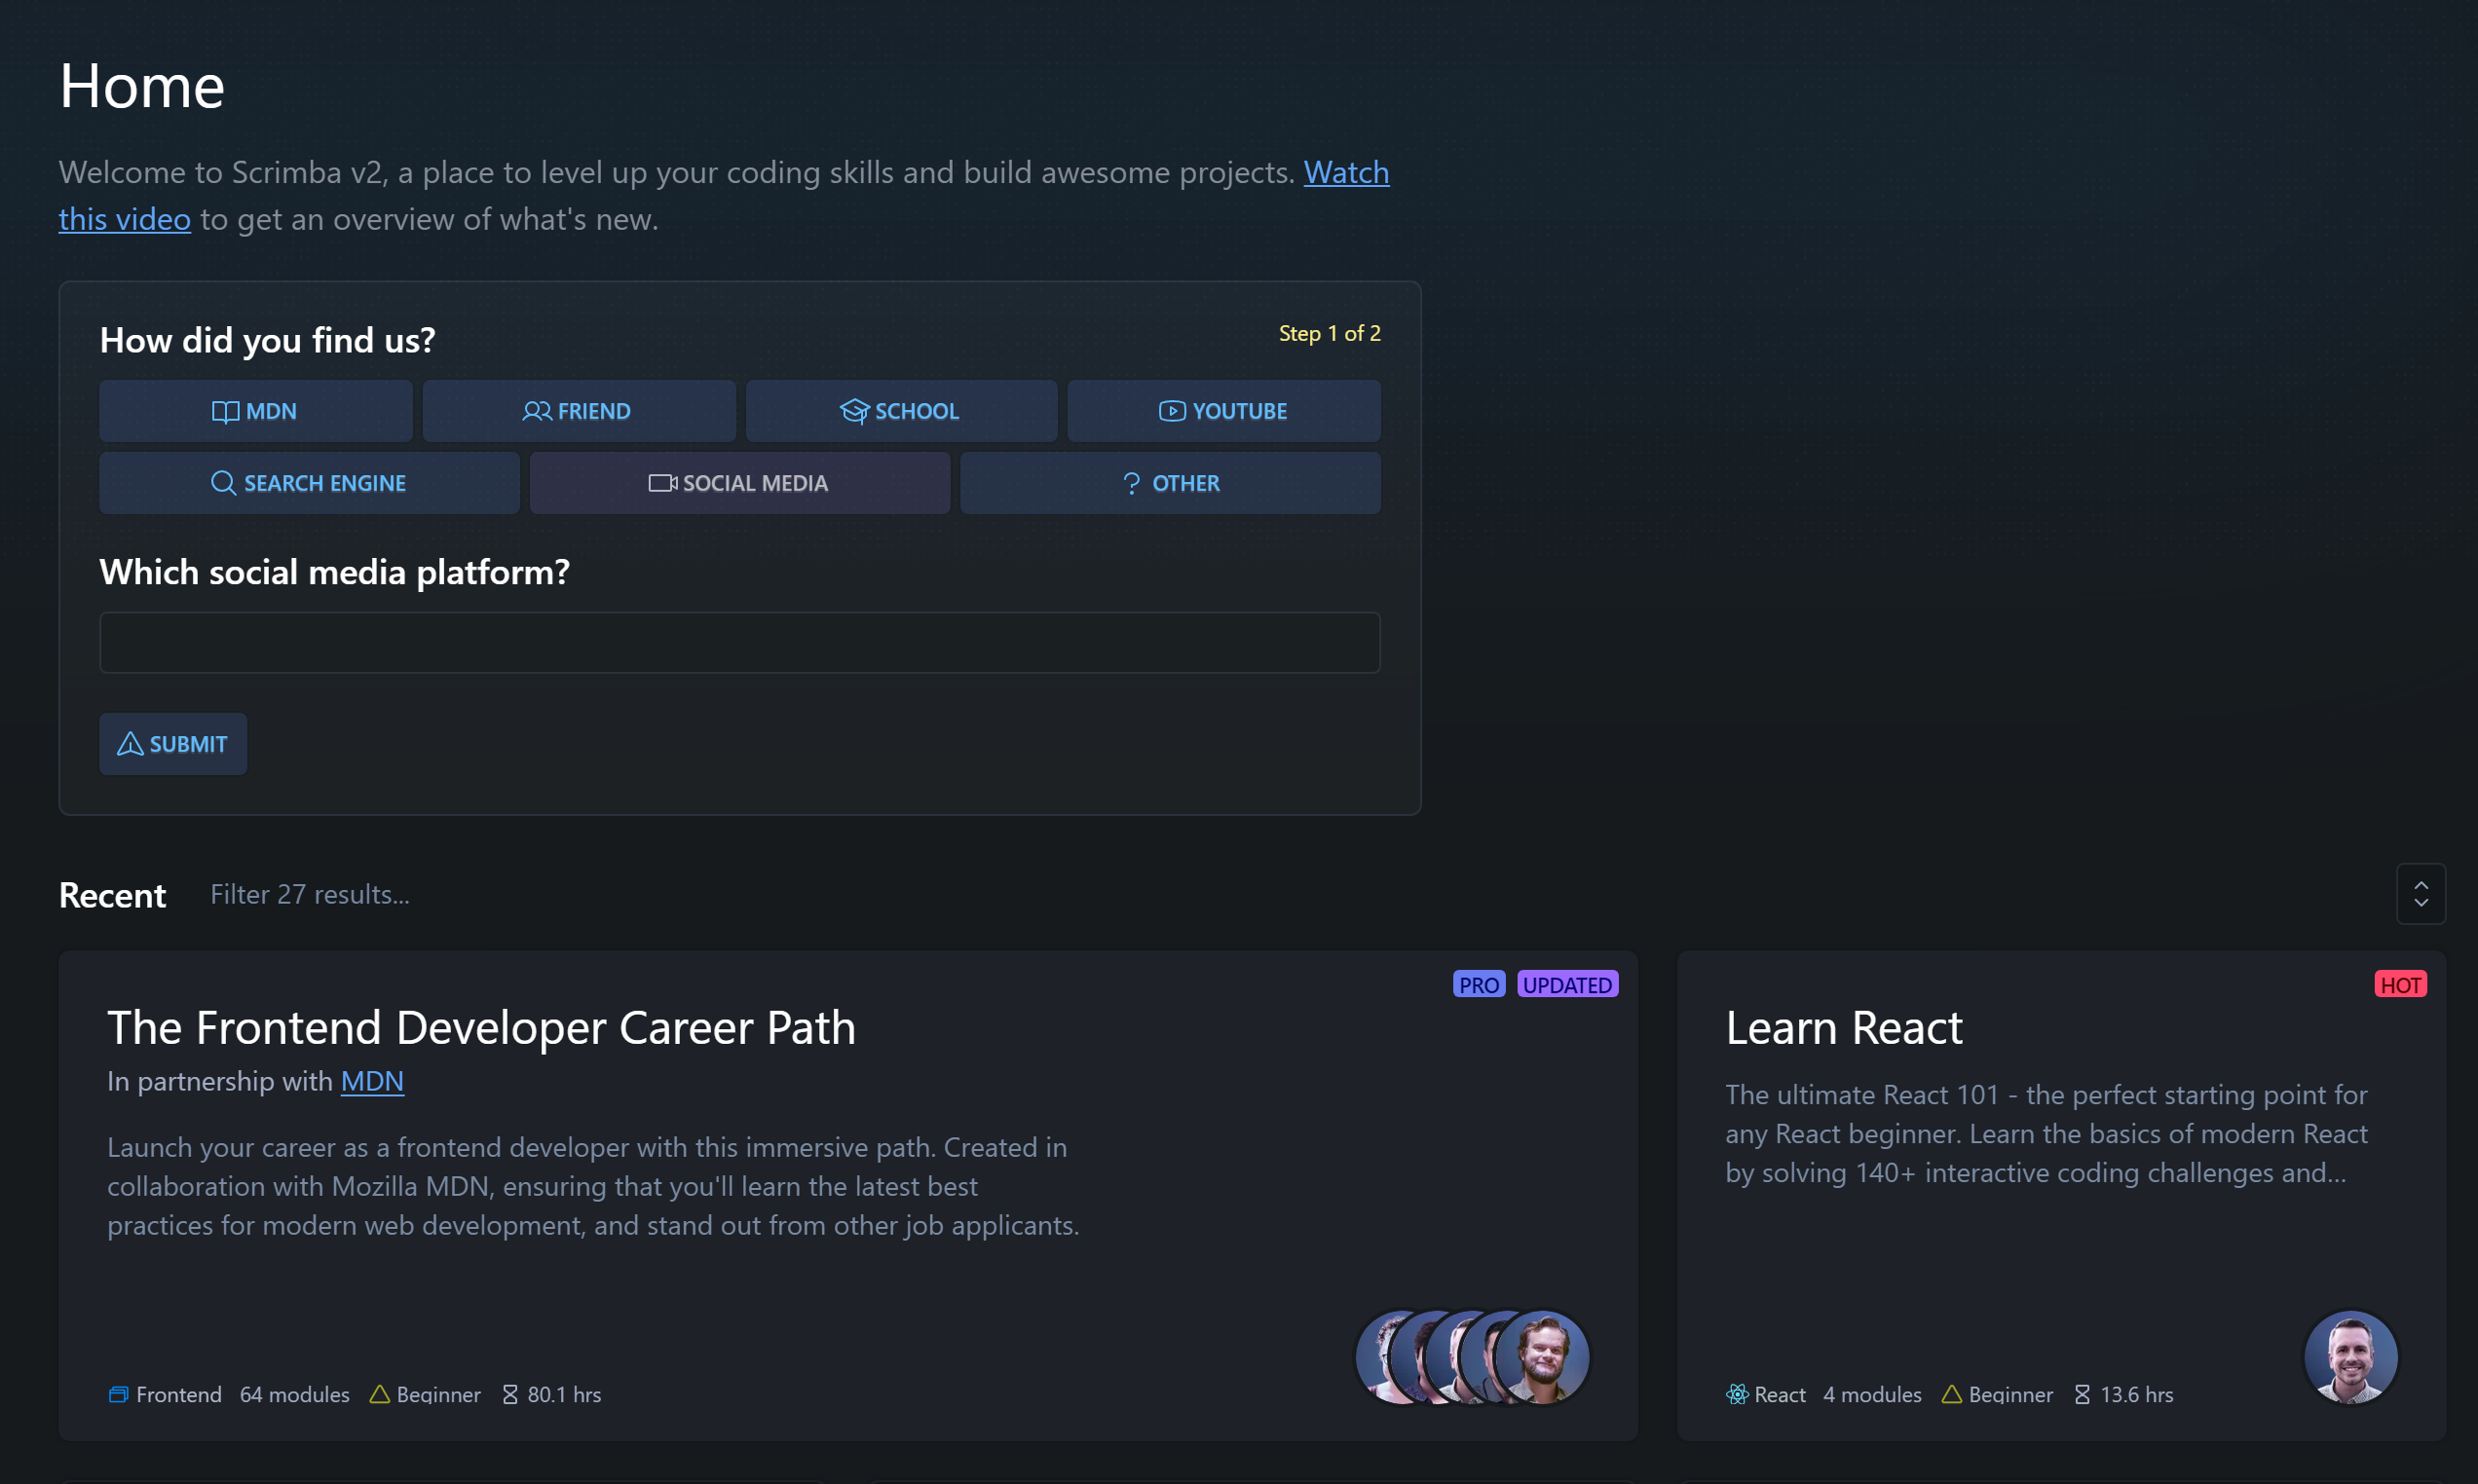 Home
Welcome to Scrimba v2, a place to level up your coding skills and build awesome projects. Watch
this video to get an overview of what's new.
How did you find us?
Step 1 of 2
MDN
FRIEND
SCHOOL
YOUTUBE
SEARCH ENGINE
SOCIAL MEDIA
OTHER
Which social media platform?
SUBMIT
Recent
Filter 27 results...
PRO
UPDATED
The Frontend Developer Career Path
In partnership with MDN
Launch your career as a frontend developer with this immersive path. Created in
collaboration with Mozilla MDN, ensuring that you'll learn the latest best
practices for modern web development, and stand out from other job applicants.
Frontend
64 modules
Beginner
80.1 hrs
HOT
Learn React
The ultimate React 101 - the perfect starting point for
any React beginner. Learn the basics of modern React
by solving 140+ interactive coding challenges and...
React
4 modules
Beginner
13.6 hrs